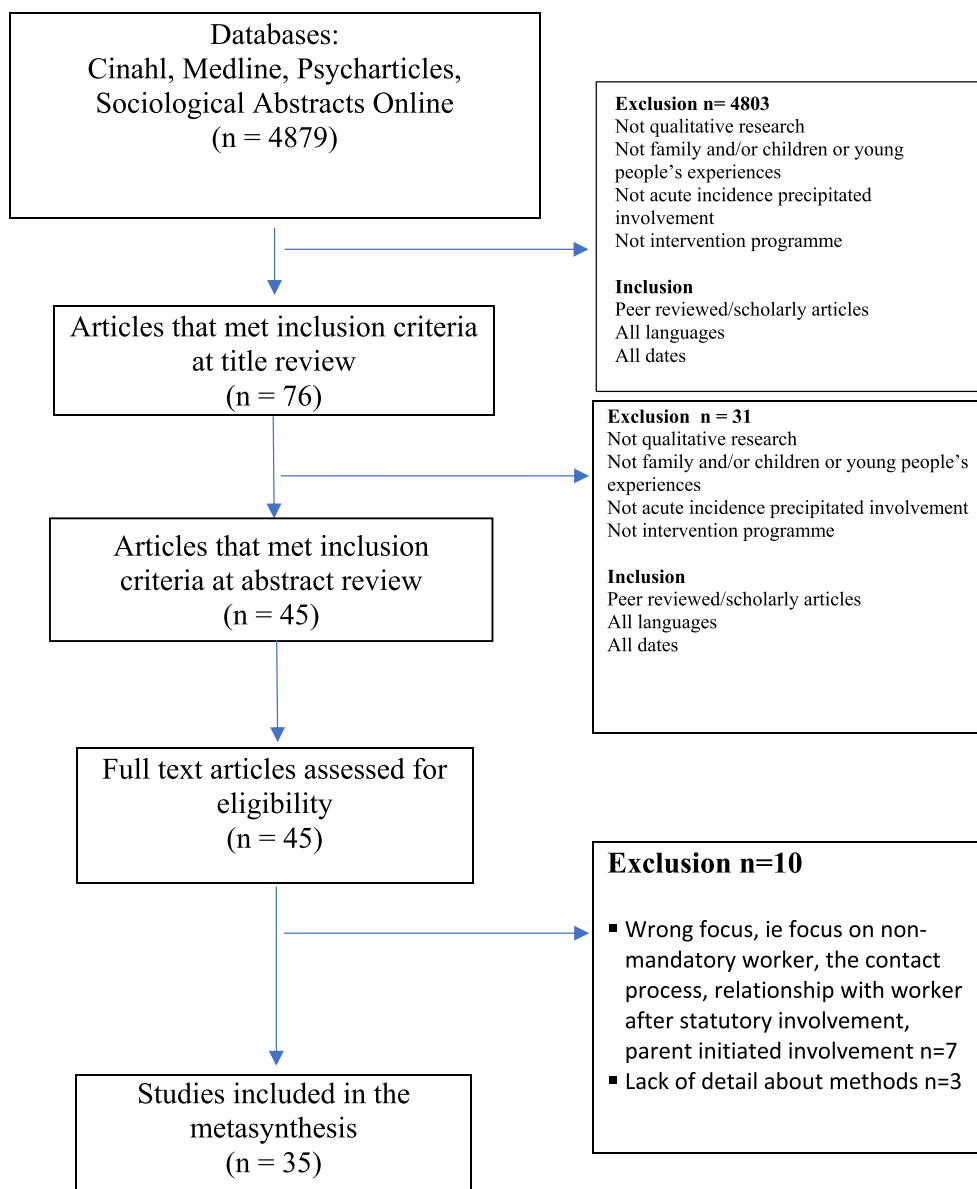 Databases:
Cinahl, Medline, Psycharticles,
Sociological Abstracts Online
(n = 4879)
Exclusion n= 4803
Not qualitative research
Not family and/or children or young
people's experiences
Not acute incidence precipitated
involvement
Not intervention programme
Inclusion
Peer reviewed/scholarly articles
All languages
All dates
Articles that met inclusion criteria
at title review
(n = 76)
Exclusion n = 31
Not qualitative research
Not family and/or children or young people's
experiences
Not acute incidence precipitated involvement
Not intervention programme
Inclusion
Peer reviewed/scholarly articles
All languages
All dates
Articles that met inclusion
criteria at abstract review
(n = 45)
Full text articles assessed for
eligibility
(n = 45)
Exclusion n=10
▪ Wrong focus, ie focus on non-
mandatory worker, the contact
process, relationship with worker
after statutory involvement,
parent initiated involvement n=7
▪ Lack of detail about methods n=3
Studies included in the
metasynthesis
(n = 35)